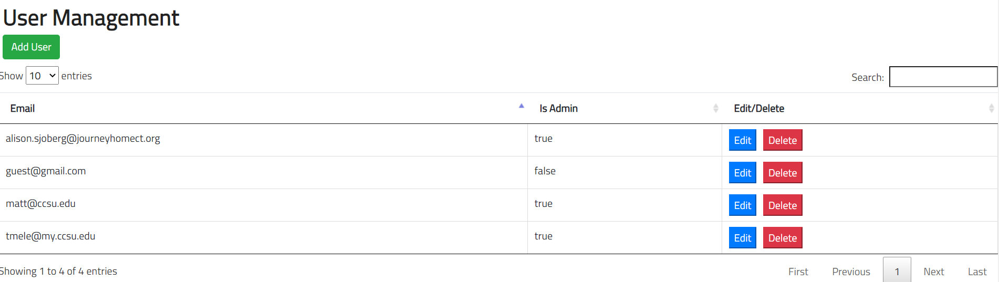 User Management
Add User
Show 10 entries
Search:
Email Is Admin Edit/Delete
alison.sjoberg@journeyhomect.org true Edit Delete
guest@gmail.com false Edit Delete
matt@ccsu.edu true Edit Delete
tmele@my.ccsu.edu true Edit Delete
Showing 1 to 4 of 4 entries
First Previous 1 Next Last